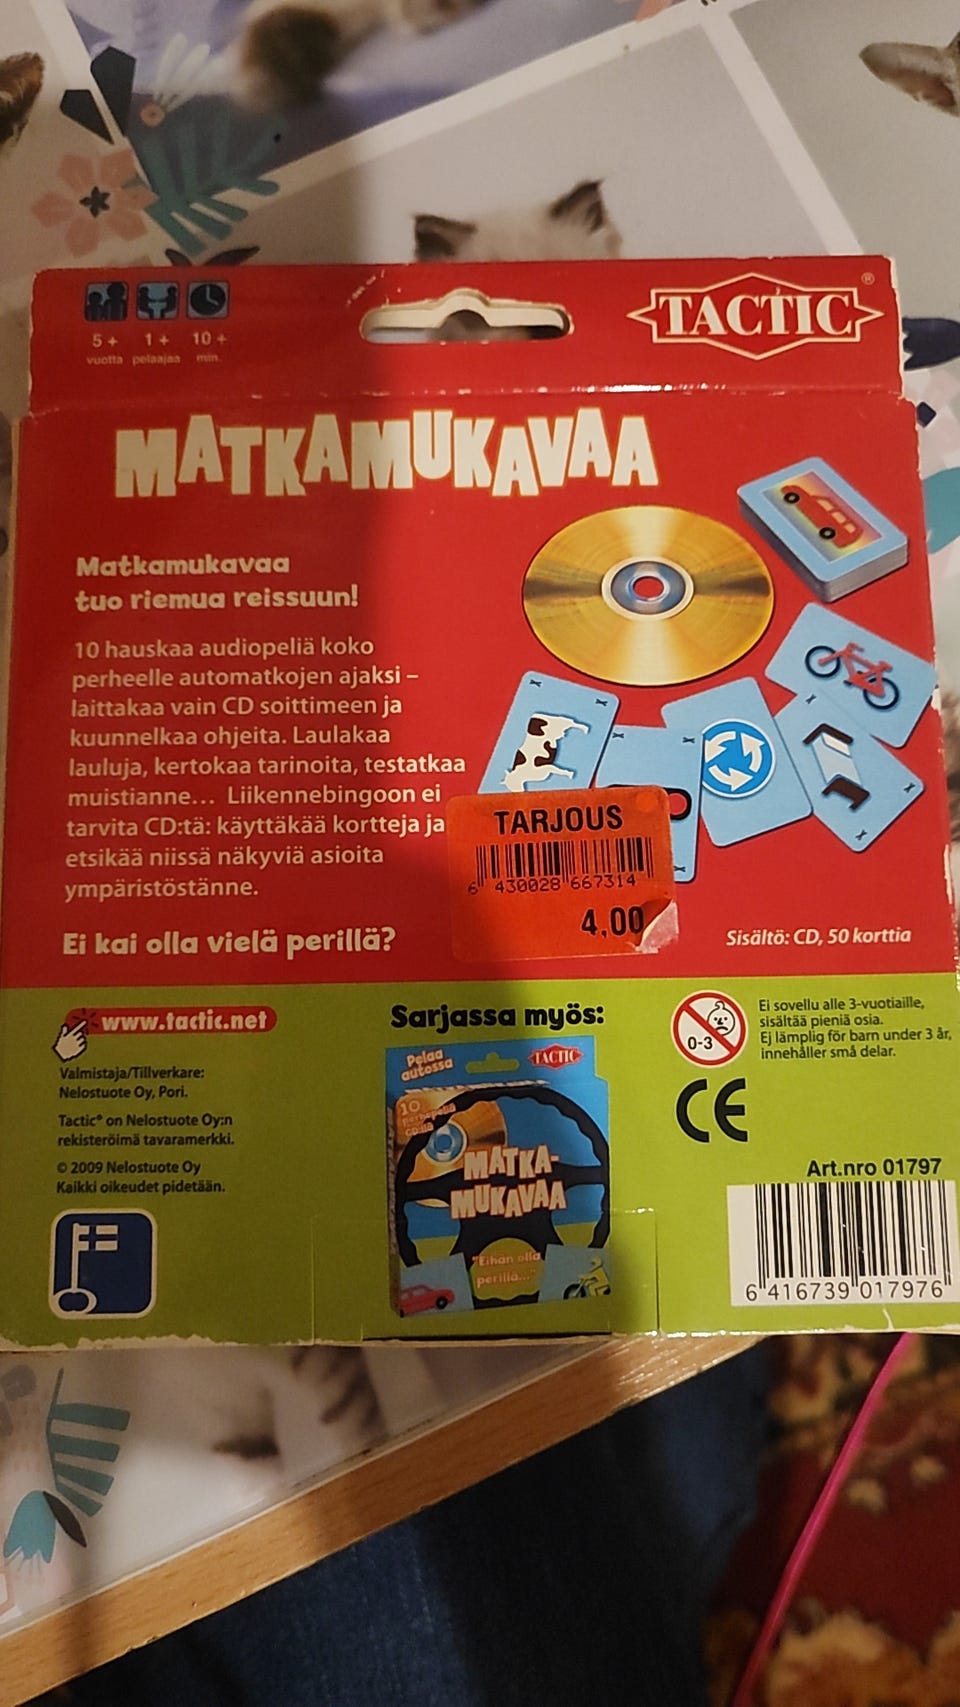 5 + 1 + 10 +
vuotta pelaajaa min.
TACTIC®
MATKAMUKAVAA
Matkamukavaa
tuo riemua reissuun!
10 hauskaa audiopeliä koko
perheelle automatkojen ajaksi –
laittakaa vain CD soittimeen ja
kuunnelkaa ohjeita. Laulakaa
lauluja, kertokaa tarinoita, testatkaa
muistianne... Liikennebingoon ei
tarvita CD:tä: käyttäkää kortteja ja
etsikää niissä näkyviä asioita
ympäristöstänne.
Ei kai olla vielä perillä?
TARJOUS
6 430028 667314
4,00
Sisältö: CD, 50 korttia
www.tactic.net
Valmistaja/Tillverkare:
Nelostuote Oy, Pori.
Tactic® on Nelostuote Oy:n
rekisteröimä tavaramerkki.
© 2009 Nelostuote Oy
Kaikki oikeudet pidetään.
Sarjassa myös:
Pelaa
autossa
TACTIC
10
perhepeliä
CD:llä
MATKA-
MUKAVAA
"Eihän olla
perillä..."
0-3
Ei sovellu alle 3-vuotiaille,
sisältää pieniä osia.
Ej lämplig för barn under 3 år,
innehåller små delar.
CE
Art.nro 01797
6 416739 017976